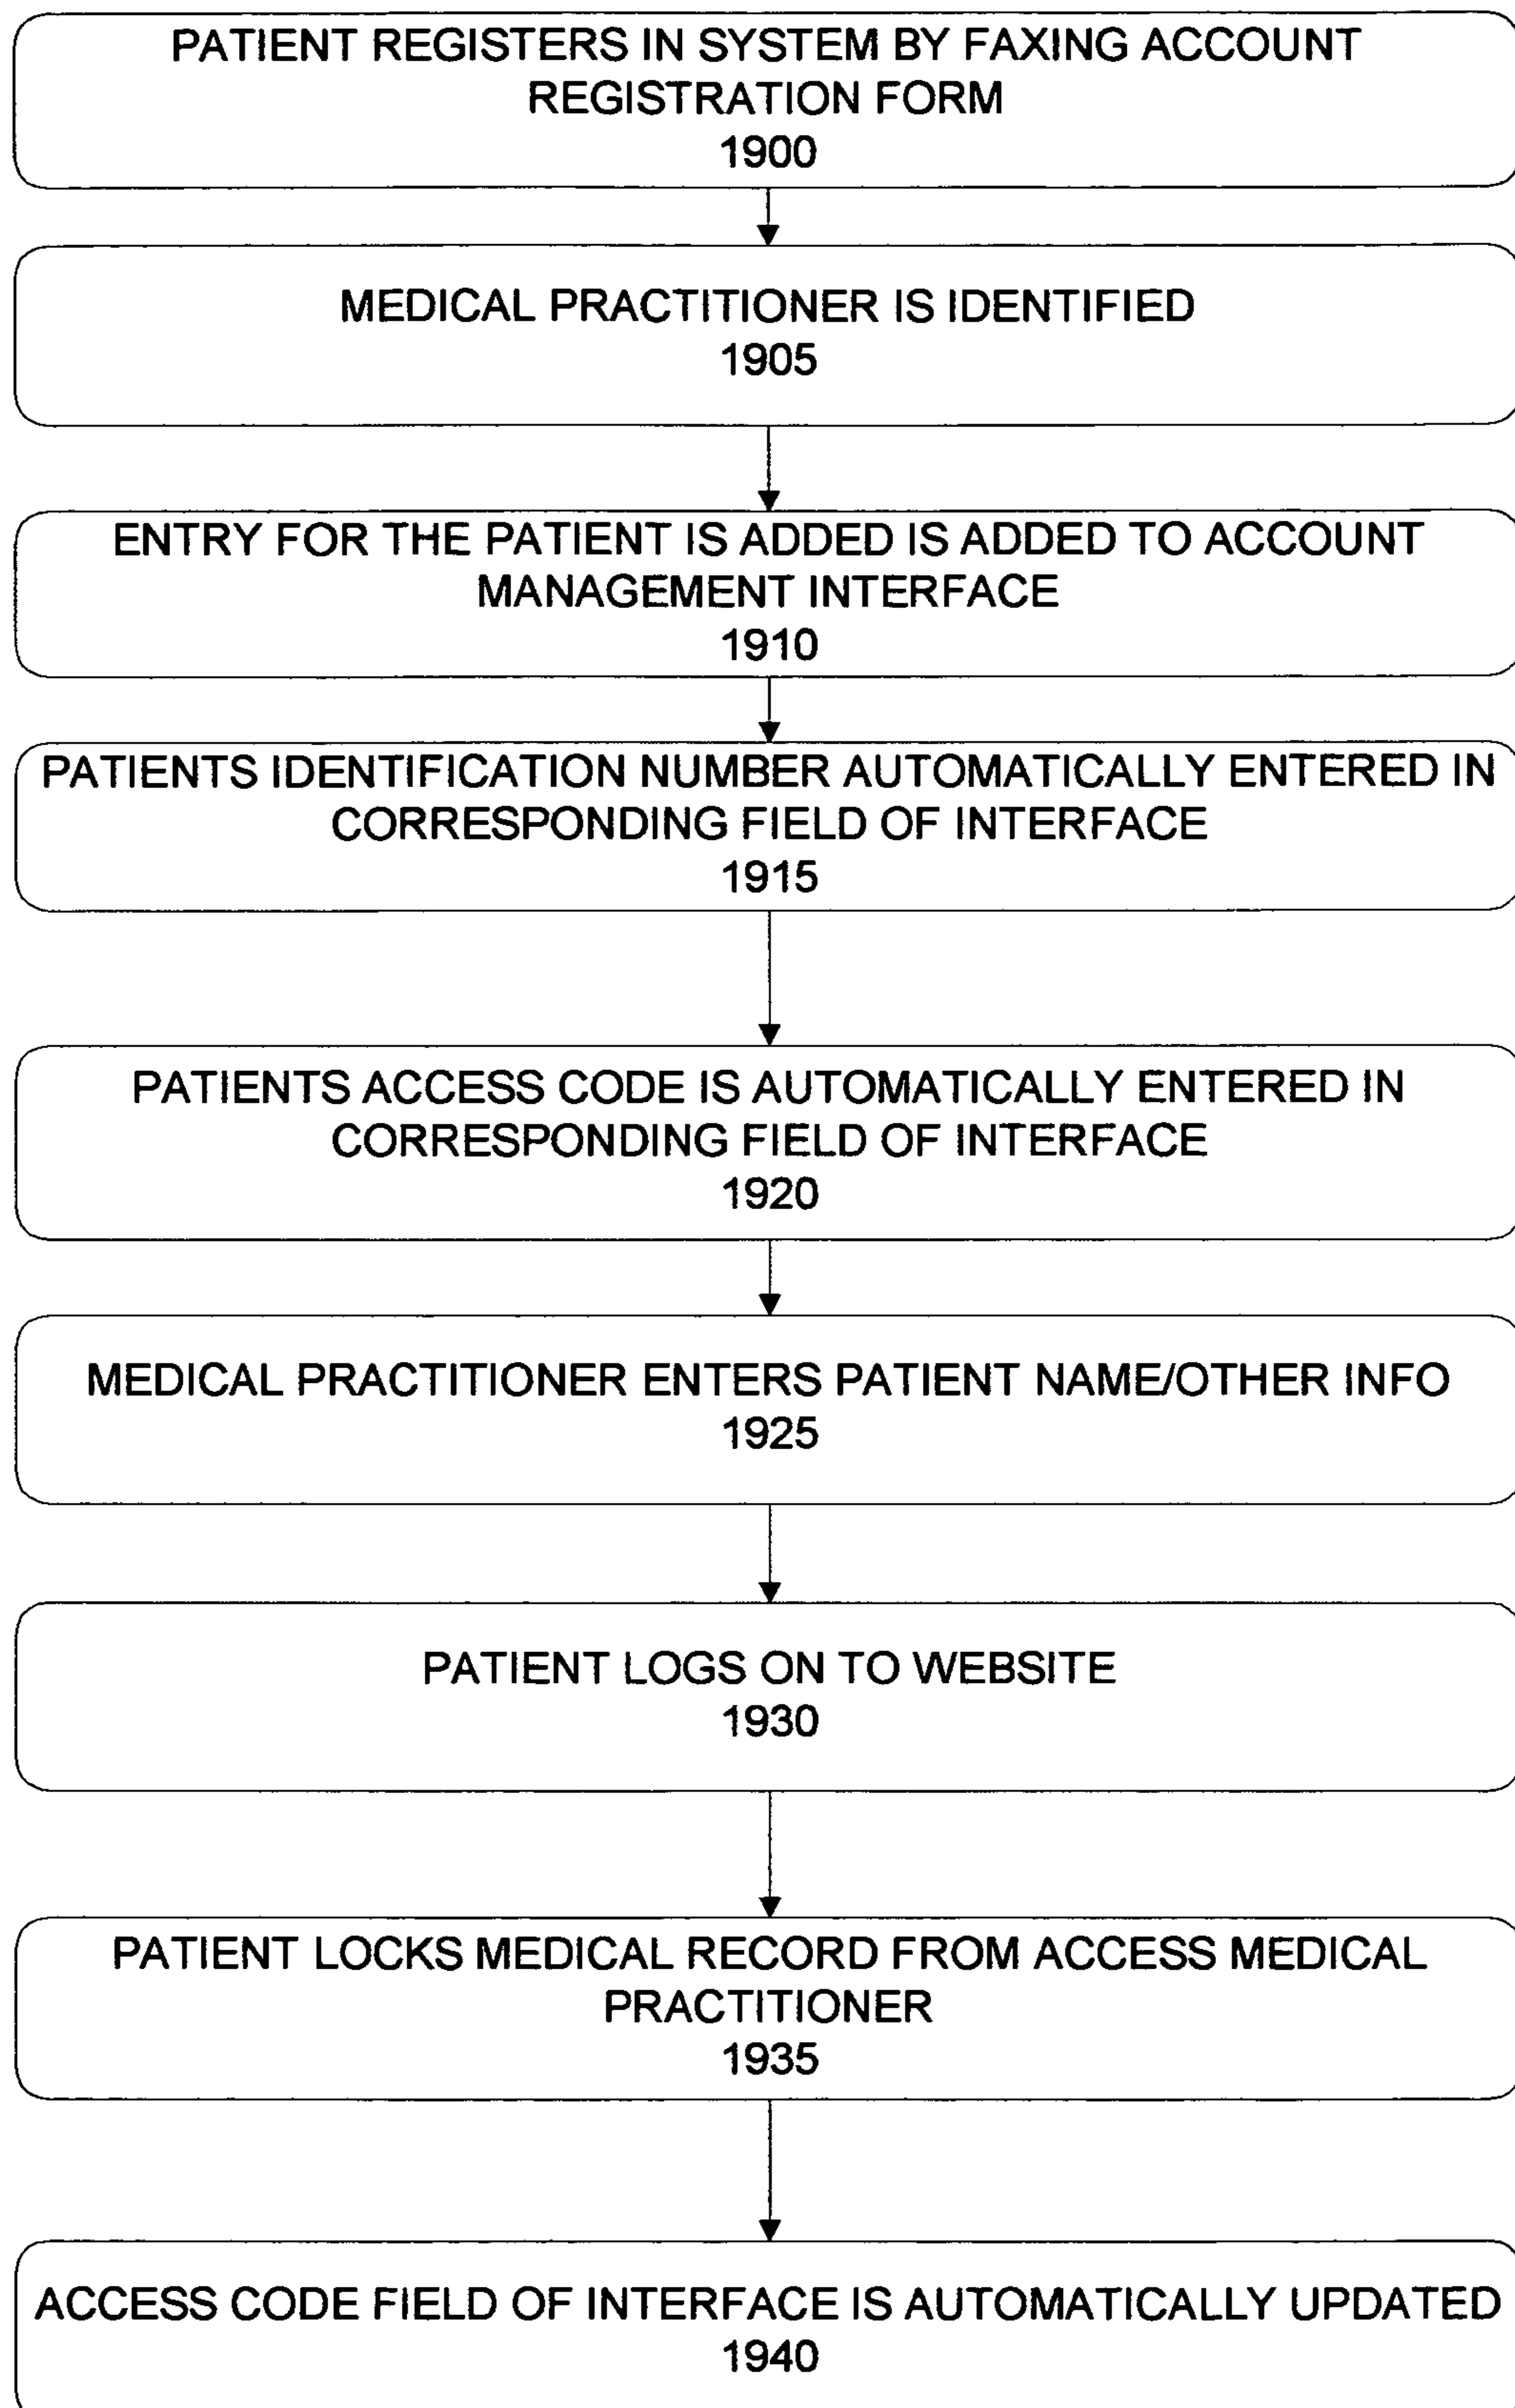 PATIENT REGISTERS IN SYSTEM BY FAXING ACCOUNT
REGISTRATION FORM
1900
MEDICAL PRACTITIONER IS IDENTIFIED
1905
ENTRY FOR THE PATIENT IS ADDED IS ADDED TO ACCOUNT
MANAGEMENT INTERFACE
1910
PATIENTS IDENTIFICATION NUMBER AUTOMATICALLY ENTERED IN
CORRESPONDING FIELD OF INTERFACE
1915
PATIENTS ACCESS CODE IS AUTOMATICALLY ENTERED IN
CORRESPONDING FIELD OF INTERFACE
1920
MEDICAL PRACTITIONER ENTERS PATIENT NAME/OTHER INFO
1925
PATIENT LOGS ON TO WEBSITE
1930
PATIENT LOCKS MEDICAL RECORD FROM ACCESS MEDICAL
PRACTITIONER
1935
ACCESS CODE FIELD OF INTERFACE IS AUTOMATICALLY UPDATED
1940